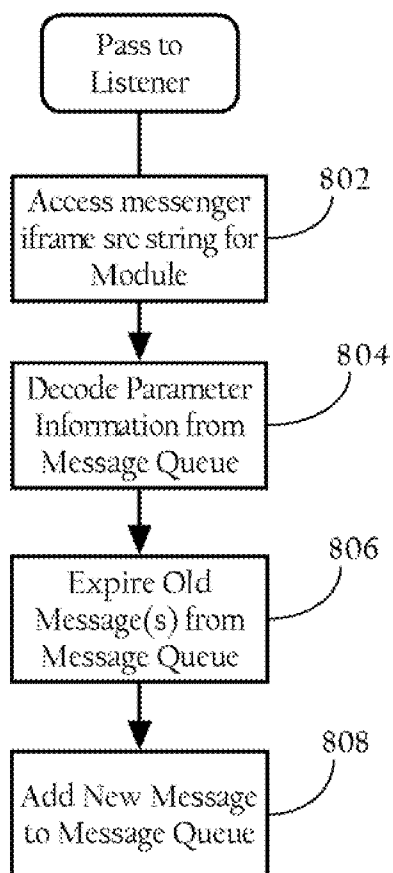 Pass to
Listener
802
Access messenger
iframe src string for
Module
804
Decode Parameter
Information from
Message Queue
806
Expire Old
Message(s) from
Message Queue
808
Add New Message
to Message Queue